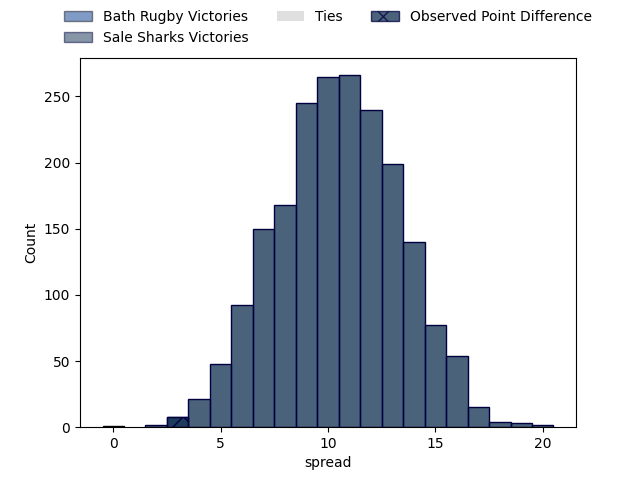 Bath Rugby Victories
Sale Sharks Victories
Ties
Observed Point Difference
250
200
150
100
50
0
Count
0 5 10 15 20
spread